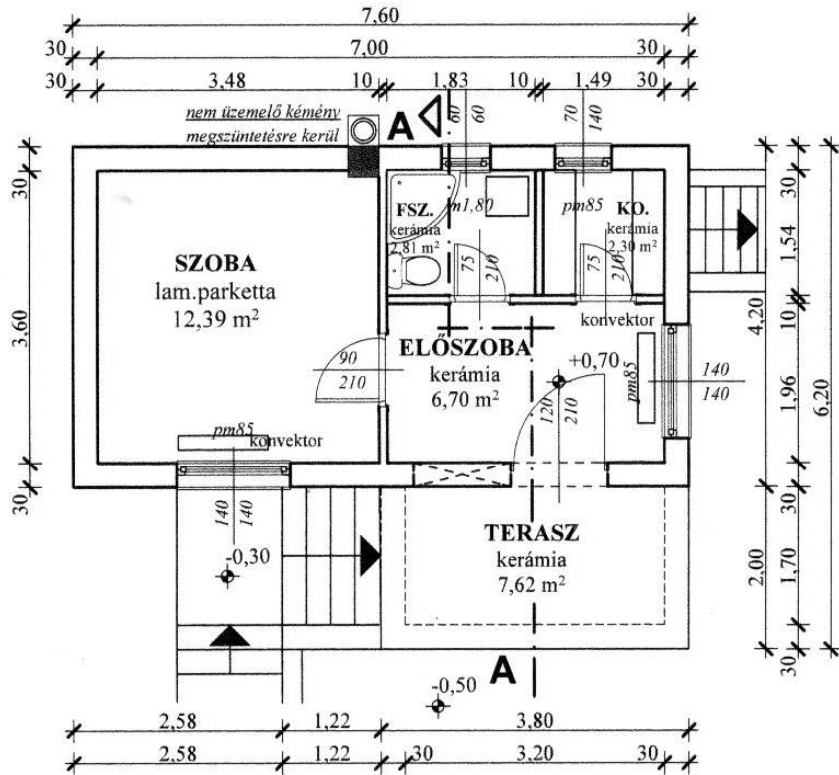 7,60
30 7,00 30
30 3,48 10 1,83 10 1,49 30
nem üzemelő kémény
megszüntetésre kerül
A
60
60
70
140
30
FSZ.
kerámia
2,81 m²
m1,80
pm85
KO.
kerámia
2,30 m²
75
210
75
210
SZOBA
lam.parketta
12,39 m²
3,60
30
1,54
10
4,20
1,96
6,20
konvektor
ELŐSZOBA
kerámia
6,70 m²
+0,70
90
210
120
210
pm85
140
140
pm85
konvektor
30
140
140
-0,30
TERASZ
kerámia
7,62 m²
30
2,00
1,70
30
A
-0,50
2,58 1,22 3,80
2,58 1,22 30 3,20 30